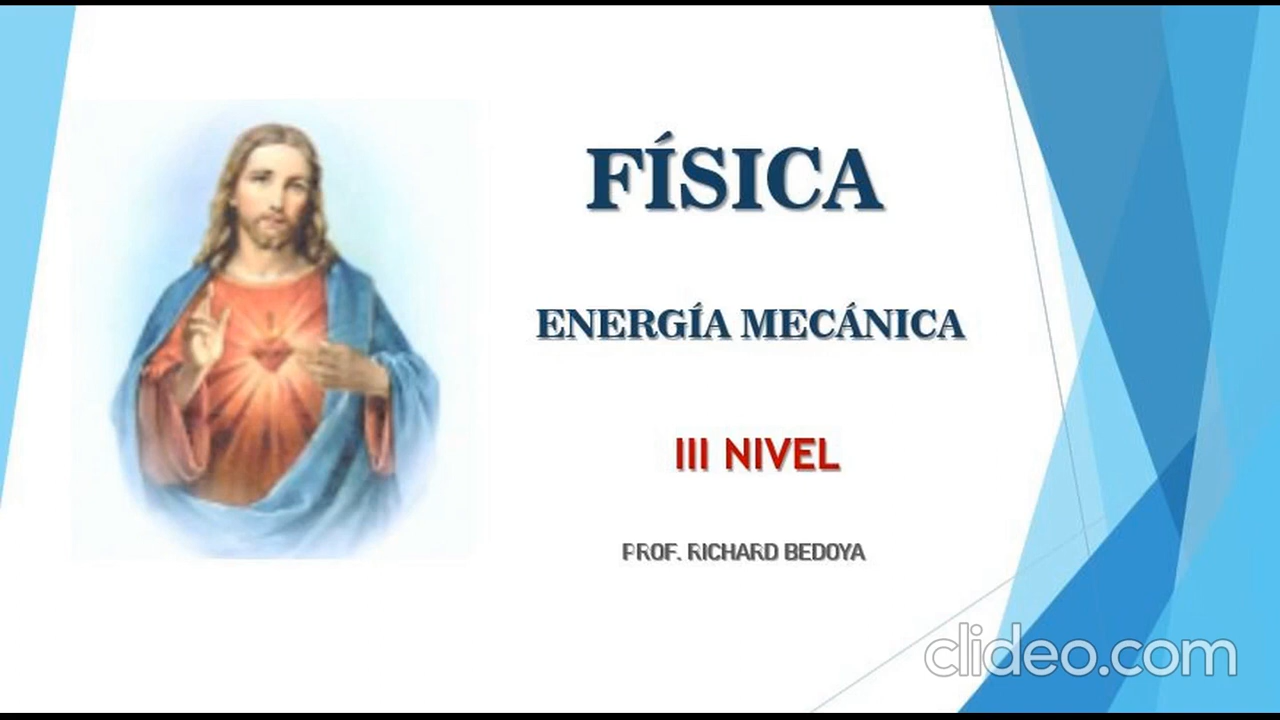 FÍSICA
ENERGÍA MECÁNICA
III NIVEL
PROF. RICHARD BEDOYA
clideo.com